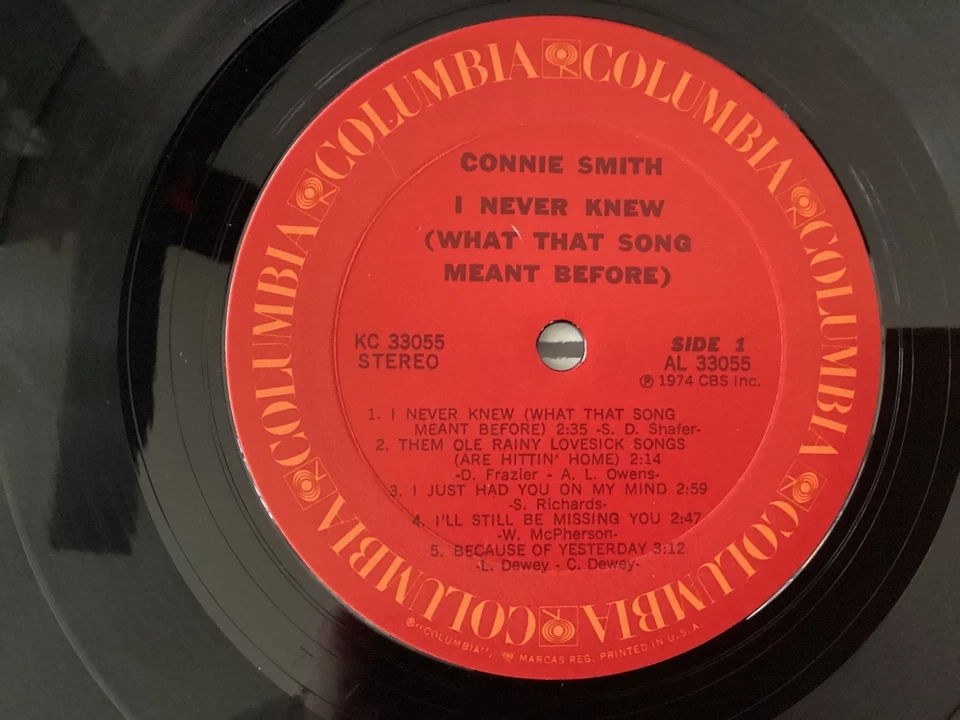 COLUMBIA COLUMBIA COLUMBIA COLUMBIA COLUMBIA COLUMBIA COLUMBIA
CONNIE SMITH
I NEVER KNEW
(WHAT THAT SONG
MEANT BEFORE)
KC 33055
STEREO
SIDE 1
AL 33055
Ⓟ 1974 CBS Inc.
1. I NEVER KNEW (WHAT THAT SONG
MEANT BEFORE) 2:35 -S. D. Shafer-
2. THEM OLE RAINY LOVESICK SONGS
(ARE HITTIN' HOME) 2:14
-D. Frazier - A. L. Owens-
3. I JUST HAD YOU ON MY MIND 2:59
-S. Richards-
4. I'LL STILL BE MISSING YOU 2:47
-W. McPherson-
5. BECAUSE OF YESTERDAY 3:12
-L. Dewey - C. Dewey-
®"COLUMBIA", MARCAS REG. PRINTED IN U.S.A.